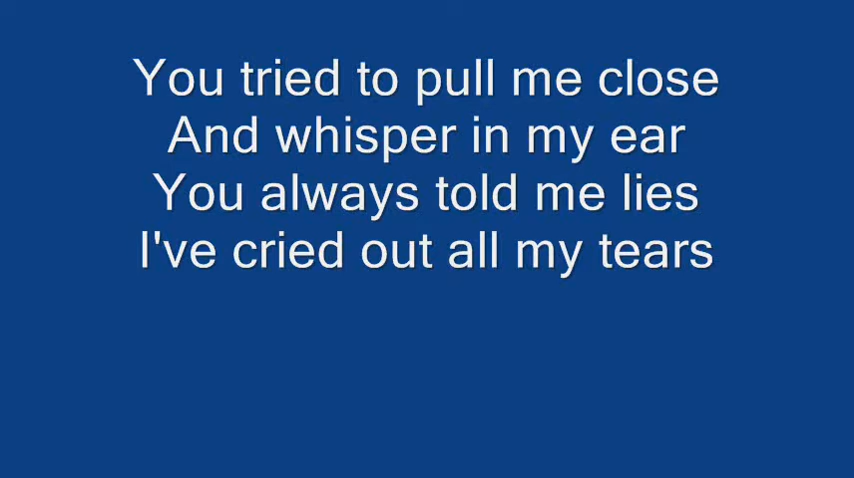 You tried to pull me close
And whisper in my ear
You always told me lies
I've cried out all my tears